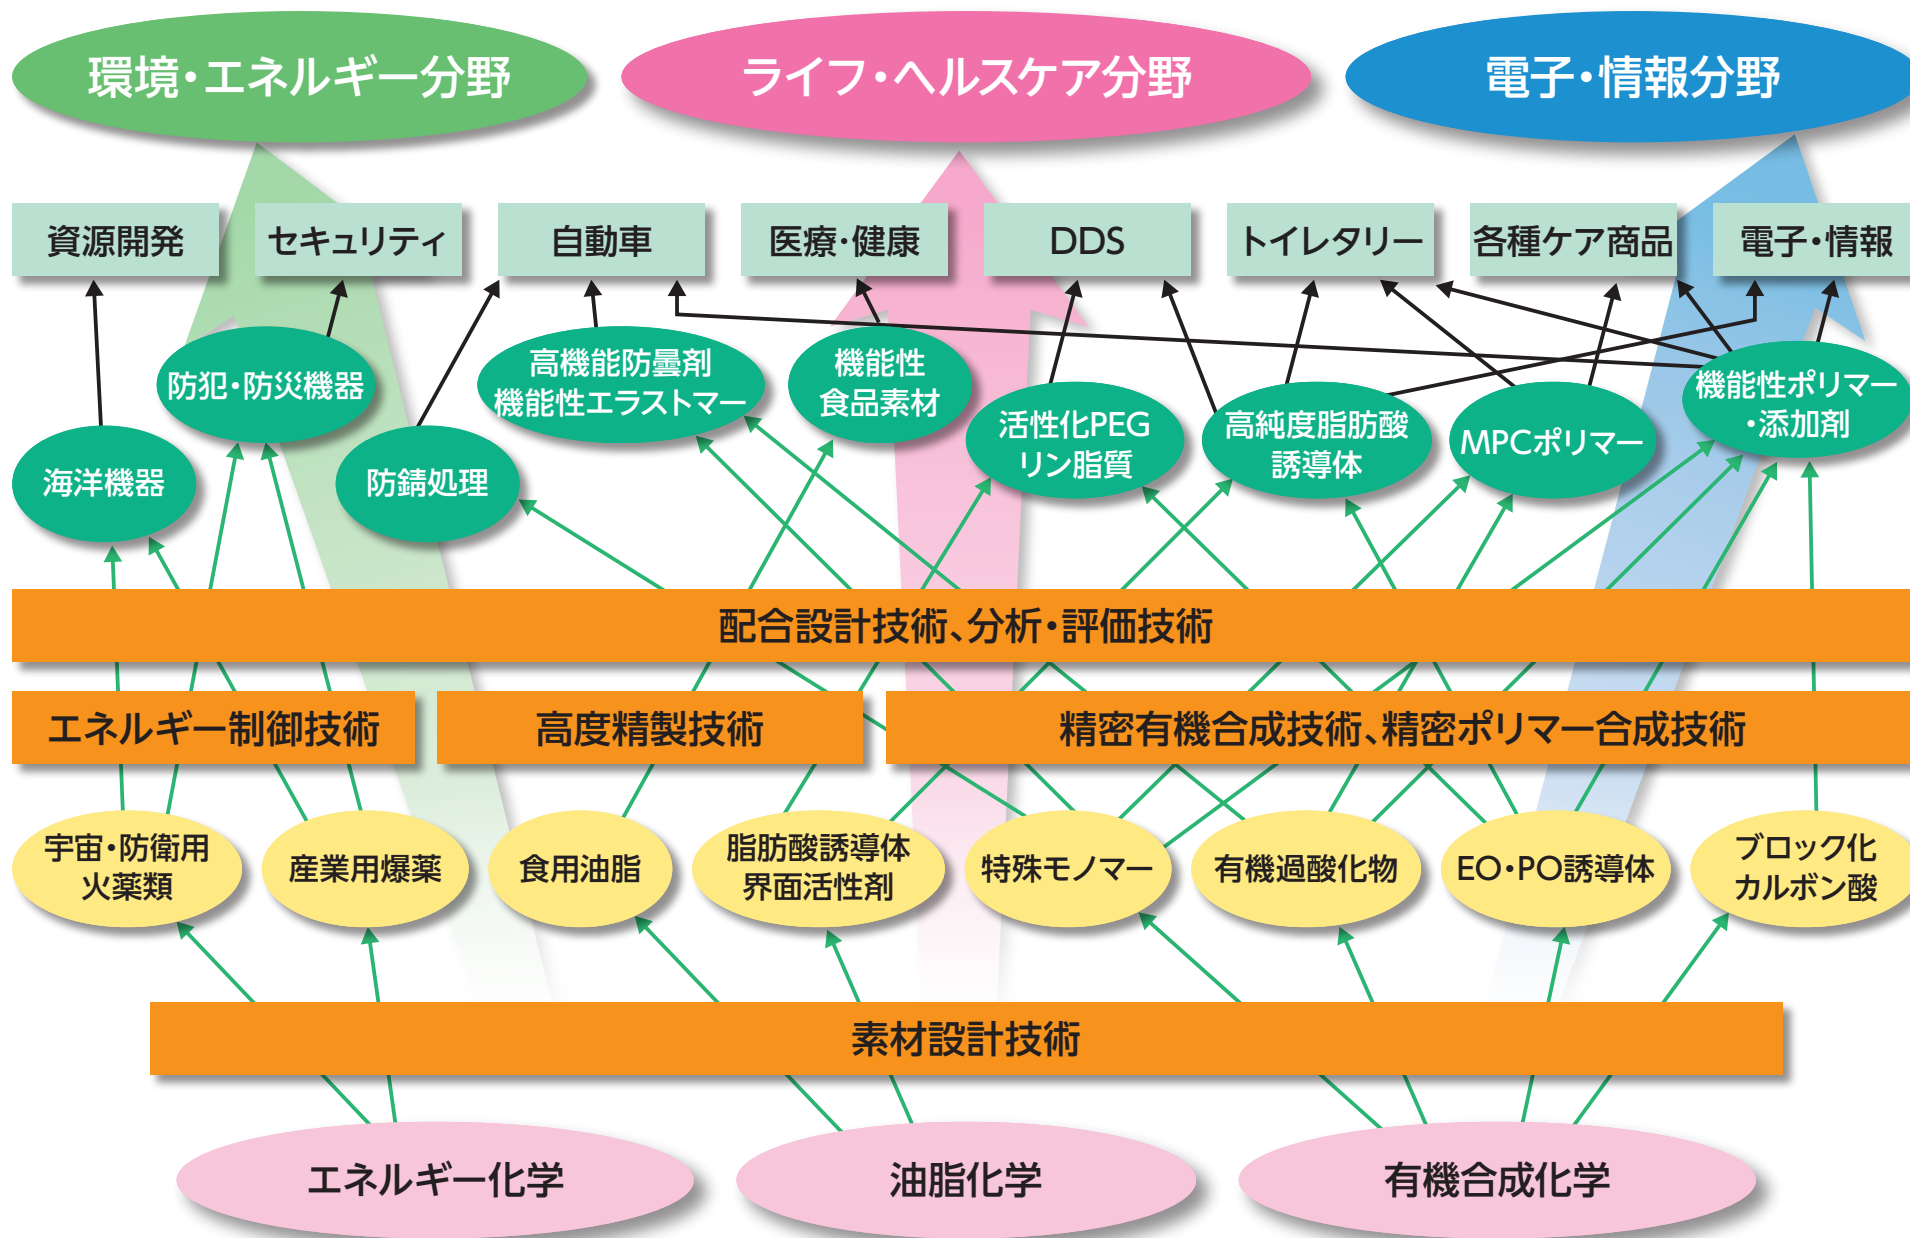 環境・エネルギー分野
ライフ・ヘルスケア分野
電子・情報分野
資源開発
セキュリティ
自動車
医療・健康
DDS
トイレタリー
各種ケア商品
電子・情報
防犯・防災機器
高機能防曇剤
機能性エラストマー
機能性
食品素材
機能性ポリマー
・添加剤
海洋機器
防錆処理
活性化PEG
リン脂質
高純度脂肪酸
誘導体
MPCポリマー
配合設計技術、分析・評価技術
エネルギー制御技術
高度精製技術
精密有機合成技術、精密ポリマー合成技術
宇宙・防衛用
火薬類
産業用爆薬
食用油脂
脂肪酸誘導体
界面活性剤
特殊モノマー
有機過酸化物
EO・PO誘導体
ブロック化
カルボン酸
素材設計技術
エネルギー化学
油脂化学
有機合成化学